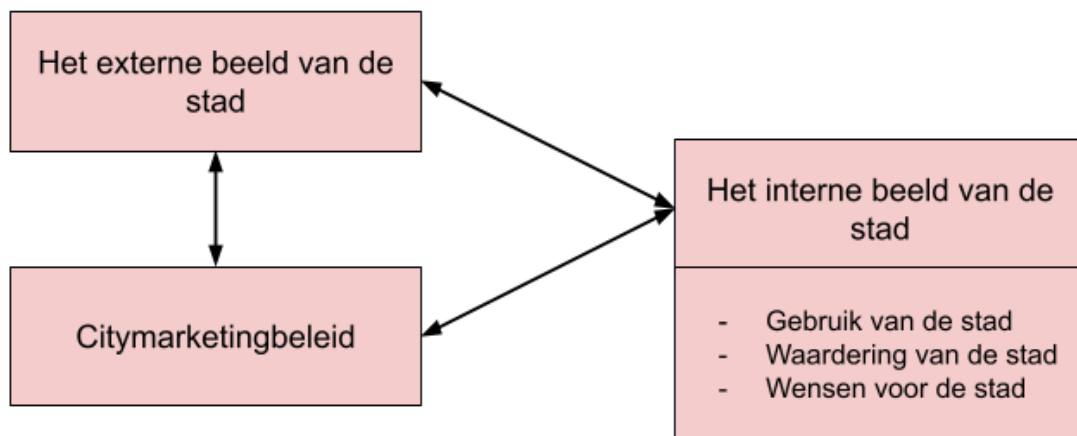 Het externe beeld van de
stad
Het interne beeld van de
stad
Citymarketingbeleid
- Gebruik van de stad
- Waardering van de stad
- Wensen voor de stad